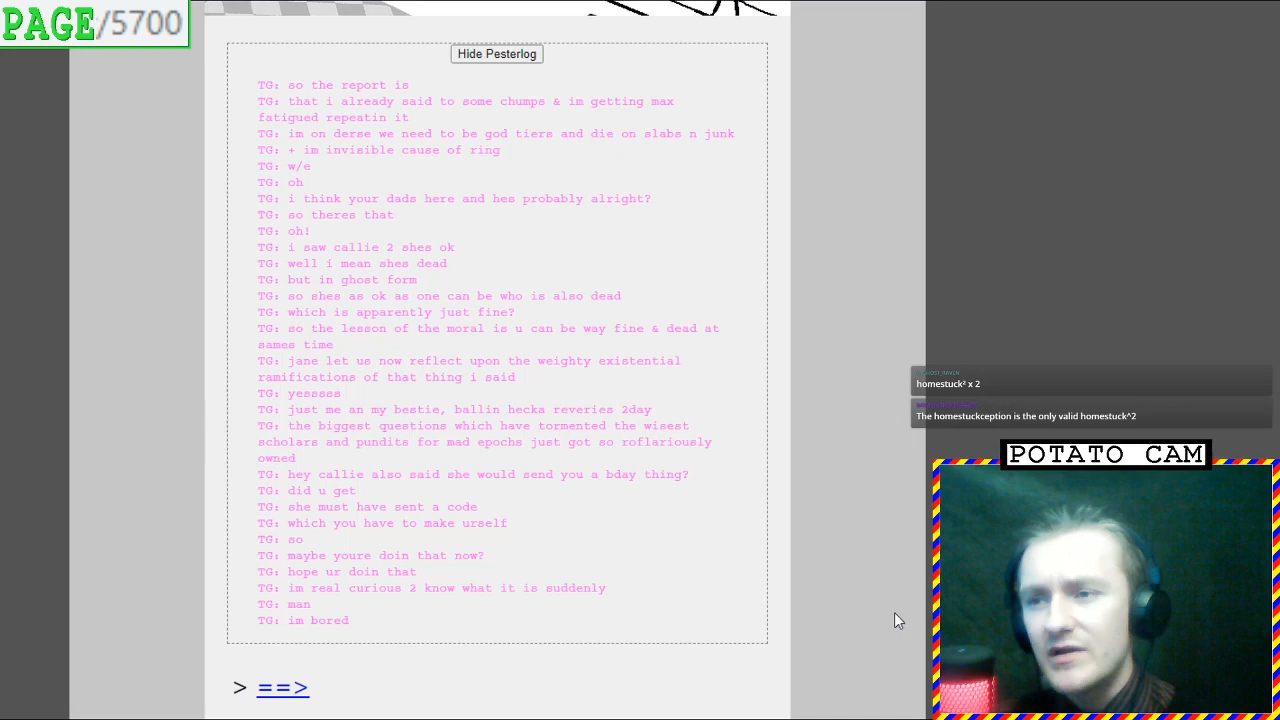 PAGE/5700
Hide Pesterlog
TG: so the report is
TG: that i already said to some chumps & im getting max
fatigued repeatin it
TG: im on derse we need to be god tiers and die on slabs n junk
TG: + im invisible cause of ring
TG: w/e
TG: oh
TG: i think your dads here and hes probably alright?
TG: so theres that
TG: oh!
TG: i saw callie 2 shes ok
TG: well i mean shes dead
TG: but in ghost form
TG: so shes as ok as one can be who is also dead
TG: which is apparently just fine?
TG: so the lesson of the moral is u can be way fine & dead at
sames time
TG: jane let us now reflect upon the weighty existential
ramifications of that thing i said
TG: yesssss
TG: just me an my bestie, ballin hecka reveries 2day
TG: the biggest questions which have tormented the wisest
scholars and pundits for mad epochs just got so roflariously
owned
TG: hey callie also said she would send you a bday thing?
TG: did u get
TG: she must have sent a code
TG: which you have to make urself
TG: so
TG: maybe youre doin that now?
TG: hope ur doin that
TG: im real curious 2 know what it is suddenly
TG: man
TG: im bored
> ==>
homestuck² x 2
The homestuckception is the only valid homestuck^2
POTATO CAM